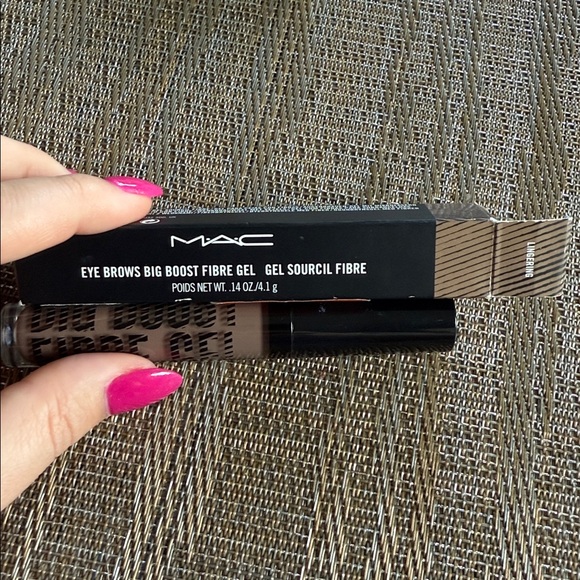 MAC
EYE BROWS BIG BOOST FIBRE GEL GEL SOURCIL FIBRE
POIDS NET WT. .14 OZ./4.1 g
LINGERING
BIG BOOST
FIBRE GEL